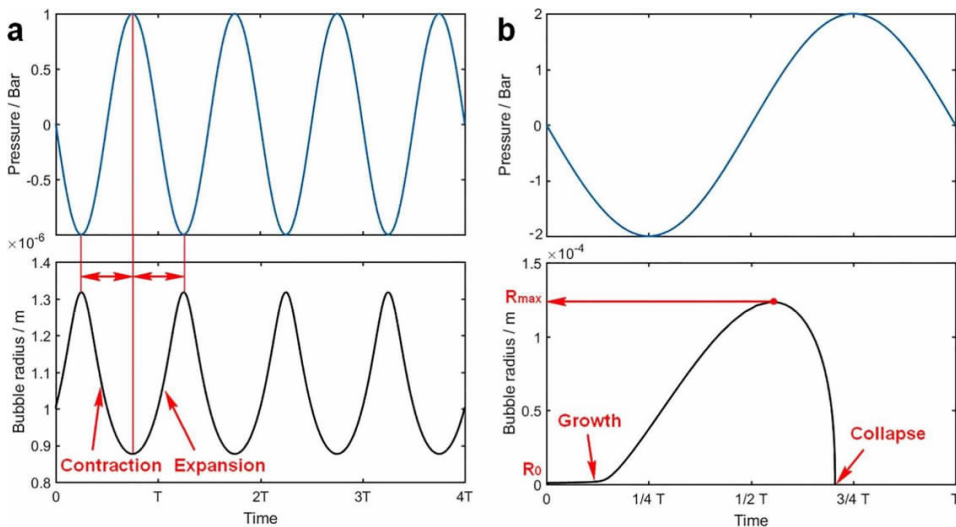 a
b
1
0.5
0
-0.5
-1
Pressure / Bar
2
1
0
-1
-2
Pressure / Bar
×10⁻⁶
1.4
1.3
1.2
1.1
1
0.9
0.8
Bubble radius / m
Contraction
Expansion
0 T 2T 3T 4T
Time
×10⁻⁴
1.5
1
0.5
0
Bubble radius / m
Rmax
Growth
Collapse
R0
0 1/4 T 1/2 T 3/4 T T
Time